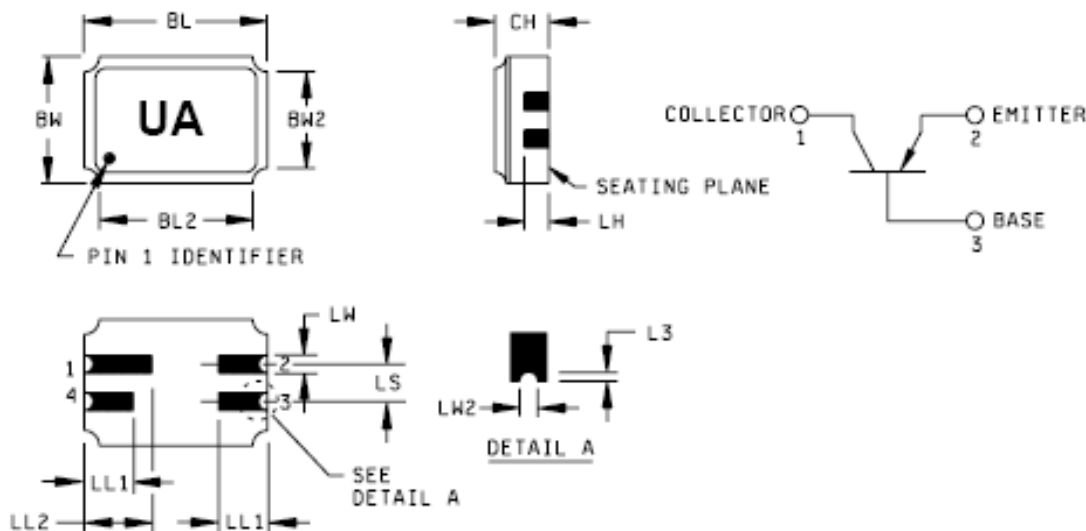 BL
CH
BW
UA
BW2
COLLECTOR
1
EMITTER
2
SEATING PLANE
BL2
LH
BASE
3
PIN 1 IDENTIFIER
LW
L3
1
2
LS
4
3
LW2
DETAIL A
LL1
SEE
DETAIL A
LL2
LL1